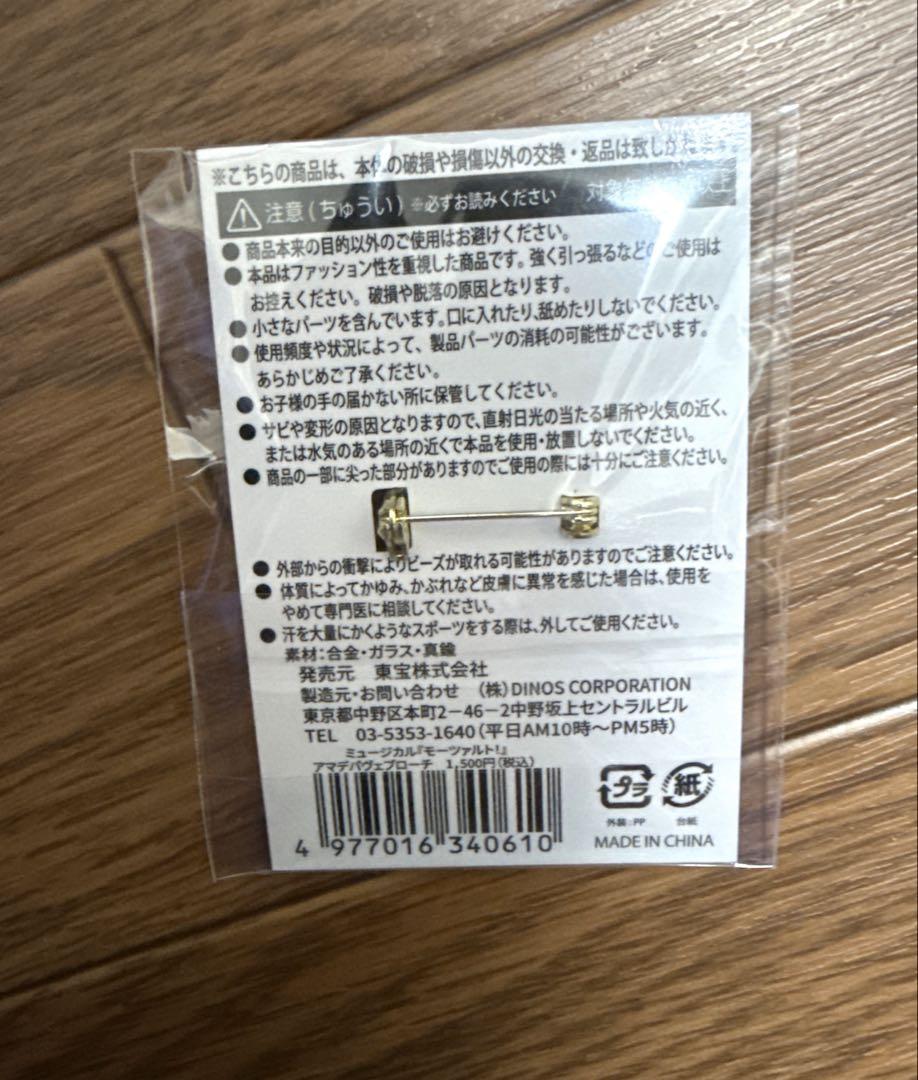 ※こちらの商品は、本体の破損や損傷以外の交換・返品は致しかねます
注意(ちゅうい) ※必ずお読みください 対象
●商品本来の目的以外のご使用はお避けください。
●本品はファッション性を重視した商品です。強く引っ張るなどのご使用は
お控えください。破損や脱落の原因となります。
●小さなパーツを含んでいます。口に入れたり、舐めたりしないでください。
●使用頻度や状況によって、製品パーツの消耗の可能性がございます。
あらかじめご了承ください。
●お子様の手の届かない所に保管してください。
●サビや変形の原因となりますので、直射日光の当たる場所や火気の近く、
または水気のある場所の近くで本品を使用・放置しないでください。
●商品の一部に尖った部分がありますのでご使用の際には十分にご注意ください。
●外部からの衝撃によりビーズが取れる可能性がありますのでご注意ください。
●体質によってかゆみ、かぶれなど皮膚に異常を感じた場合は、使用を
やめて専門医に相談してください。
●汗を大量にかくようなスポーツをする際は、外してご使用ください。
素材:合金・ガラス・真鍮
発売元 東宝株式会社
製造元・お問い合わせ (株)DINOS CORPORATION
東京都中野区本町2-46-2中野坂上セントラルビル
TEL 03-5353-1640(平日AM10時〜PM5時)
ミュージカル『モーツァルト!』
アマデパヴェブローチ 1,500円(税込)
4 977016 340610
プラ 紙
外装:PP 台紙
MADE IN CHINA